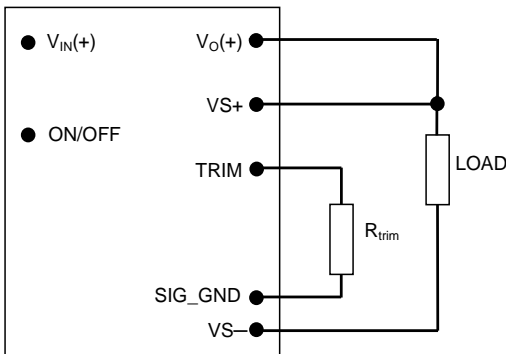 V_IN(+) V_O(+)
VS+
ON/OFF
TRIM
LOAD
R_trim
SIG_GND
VS─